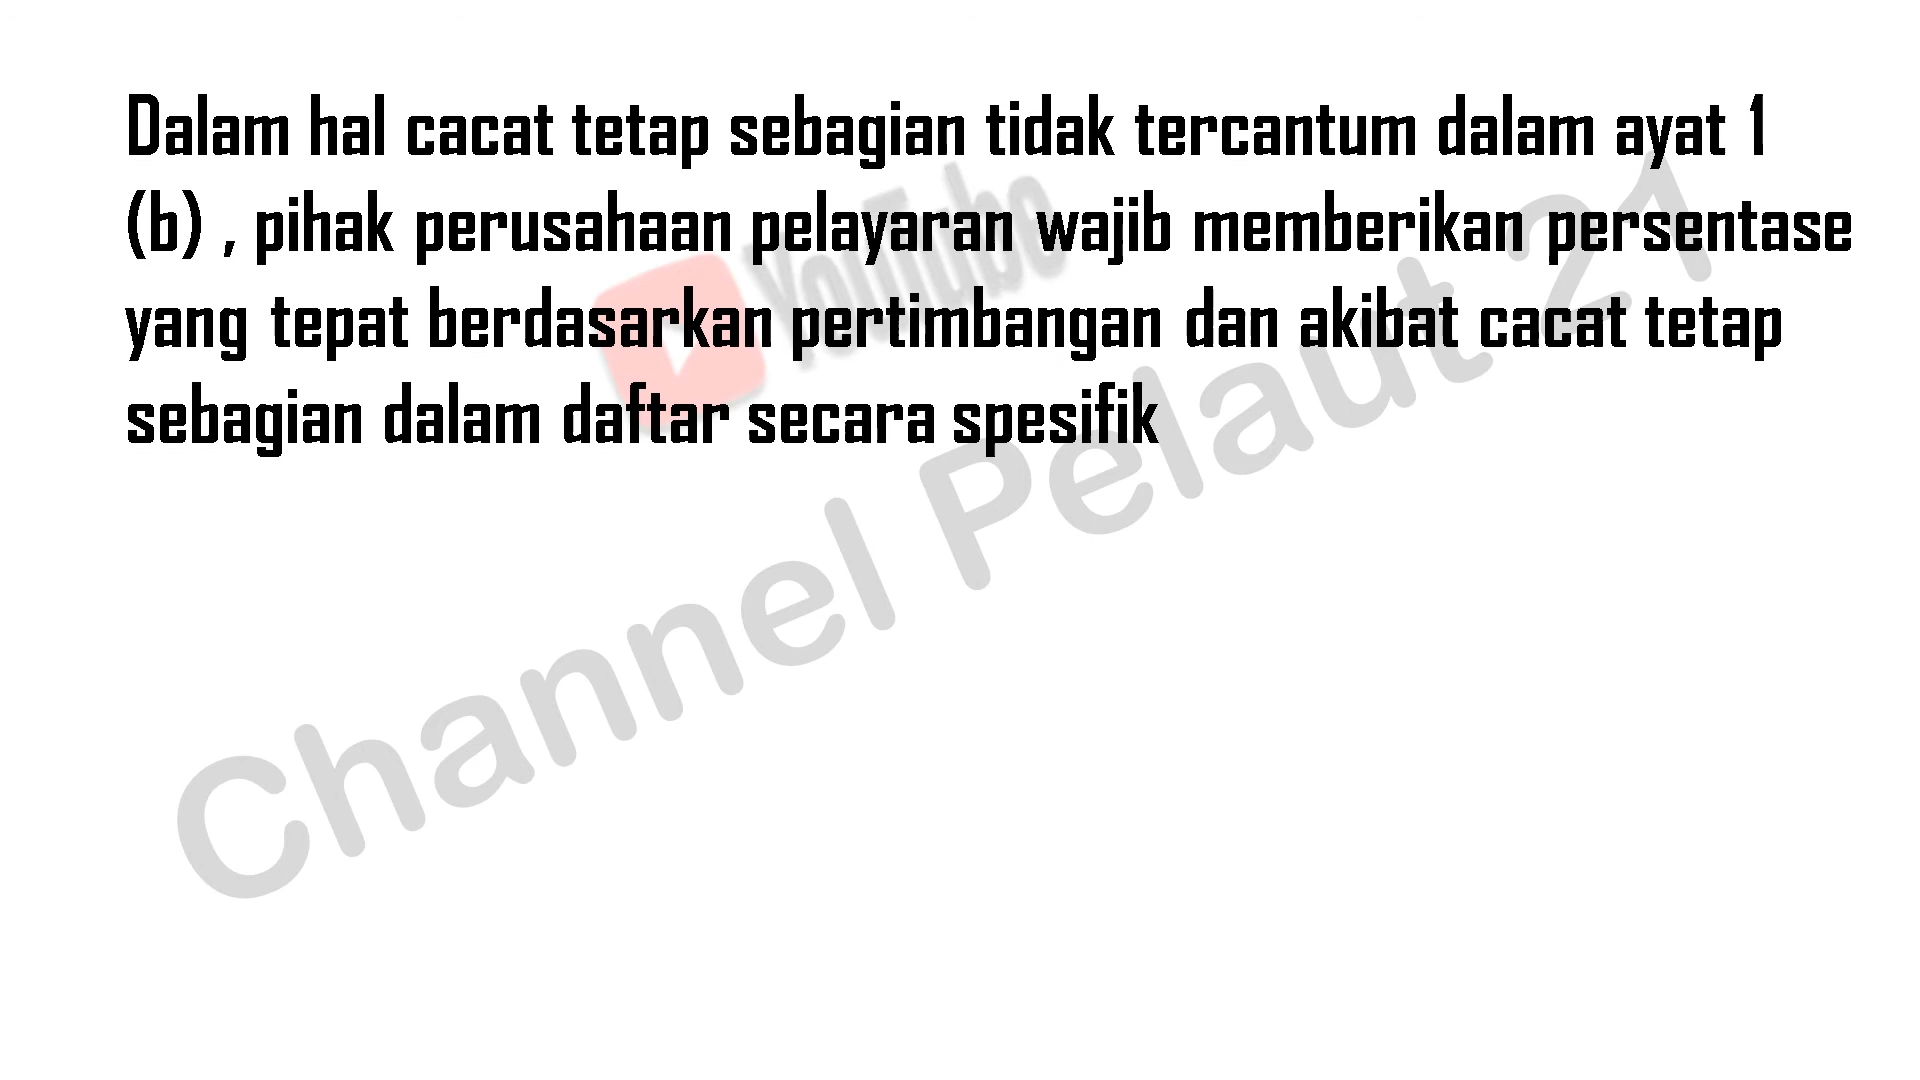 Dalam hal cacat tetap sebagian tidak tercantum dalam ayat 1
(b) , pihak perusahaan pelayaran wajib memberikan persentase
yang tepat berdasarkan pertimbangan dan akibat cacat tetap
sebagian dalam daftar secara spesifik
YouTube
Channel Pelaut 21